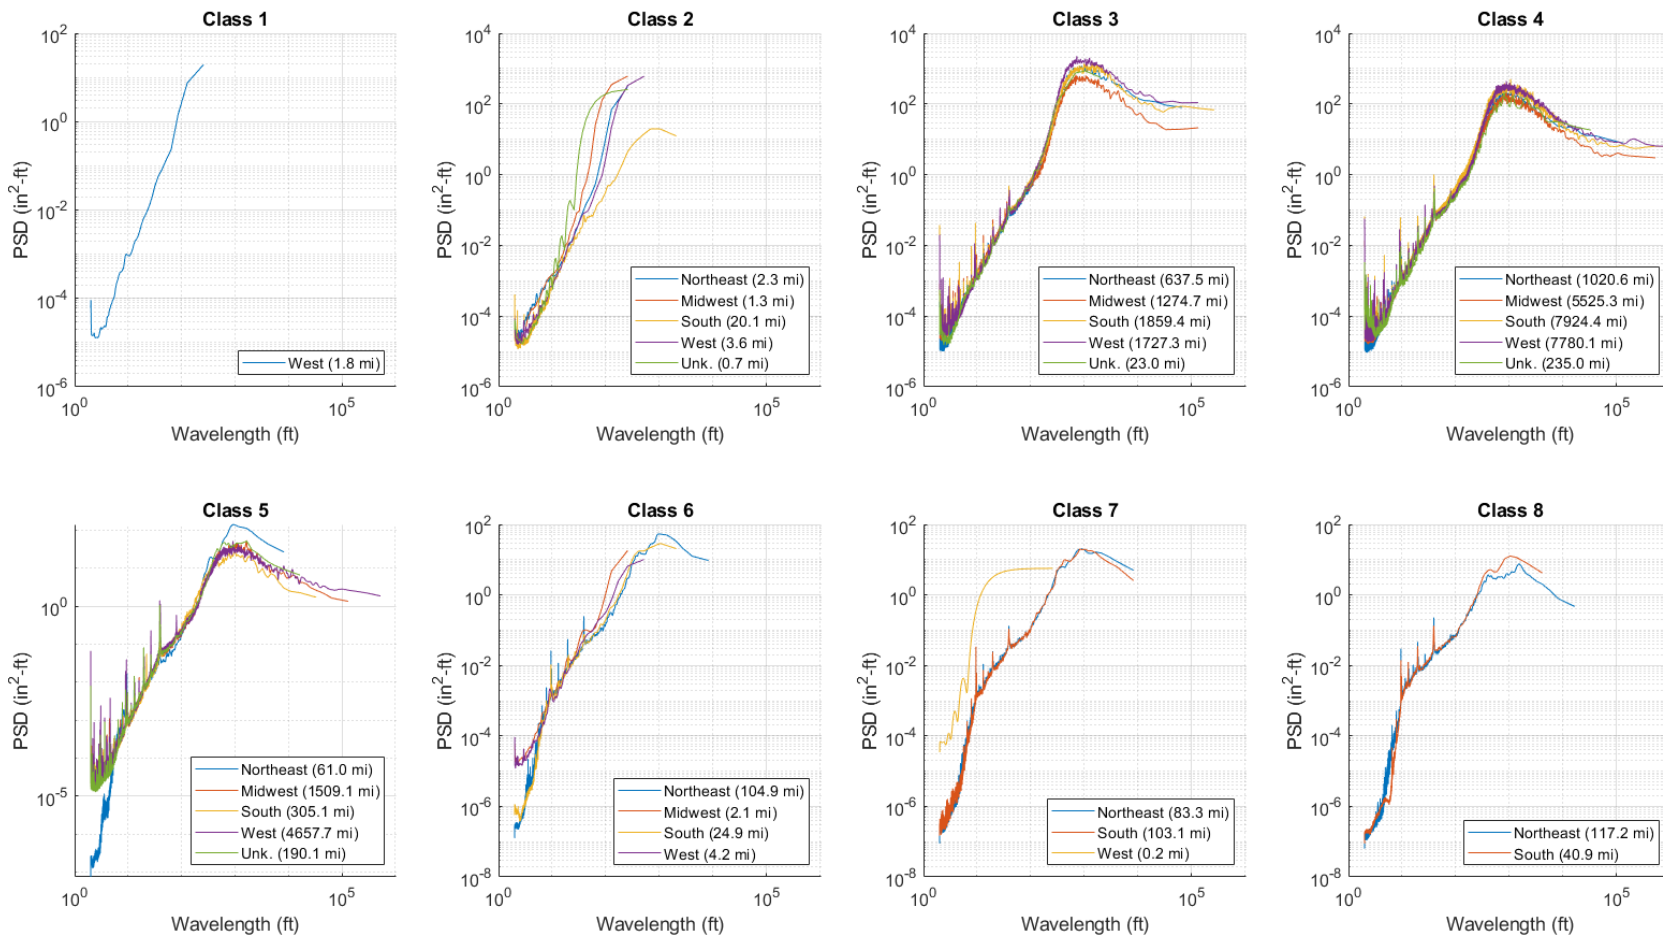 Class 1
10^2
10^0
10^-2
10^-4
10^-6
PSD (in^2-ft)
West (1.8 mi)
10^0
10^5
Wavelength (ft)
Class 2
10^4
10^2
10^0
10^-2
10^-4
10^-6
PSD (in^2-ft)
Northeast (2.3 mi)
Midwest (1.3 mi)
South (20.1 mi)
West (3.6 mi)
Unk. (0.7 mi)
10^0
10^5
Wavelength (ft)
Class 3
10^4
10^2
10^0
10^-2
10^-4
10^-6
PSD (in^2-ft)
Northeast (637.5 mi)
Midwest (1274.7 mi)
South (1859.4 mi)
West (1727.3 mi)
Unk. (23.0 mi)
10^0
10^5
Wavelength (ft)
Class 4
10^4
10^2
10^0
10^-2
10^-4
10^-6
PSD (in^2-ft)
Northeast (1020.6 mi)
Midwest (5525.3 mi)
South (7924.4 mi)
West (7780.1 mi)
Unk. (235.0 mi)
10^0
10^5
Wavelength (ft)
Class 5
10^0
10^-5
PSD (in^2-ft)
Northeast (61.0 mi)
Midwest (1509.1 mi)
South (305.1 mi)
West (4657.7 mi)
Unk. (190.1 mi)
10^0
10^5
Wavelength (ft)
Class 6
10^2
10^0
10^-2
10^-4
10^-6
10^-8
PSD (in^2-ft)
Northeast (104.9 mi)
Midwest (2.1 mi)
South (24.9 mi)
West (4.2 mi)
10^0
10^5
Wavelength (ft)
Class 7
10^2
10^0
10^-2
10^-4
10^-6
10^-8
PSD (in^2-ft)
Northeast (83.3 mi)
South (103.1 mi)
West (0.2 mi)
10^0
10^5
Wavelength (ft)
Class 8
10^2
10^0
10^-2
10^-4
10^-6
10^-8
PSD (in^2-ft)
Northeast (117.2 mi)
South (40.9 mi)
10^0
10^5
Wavelength (ft)